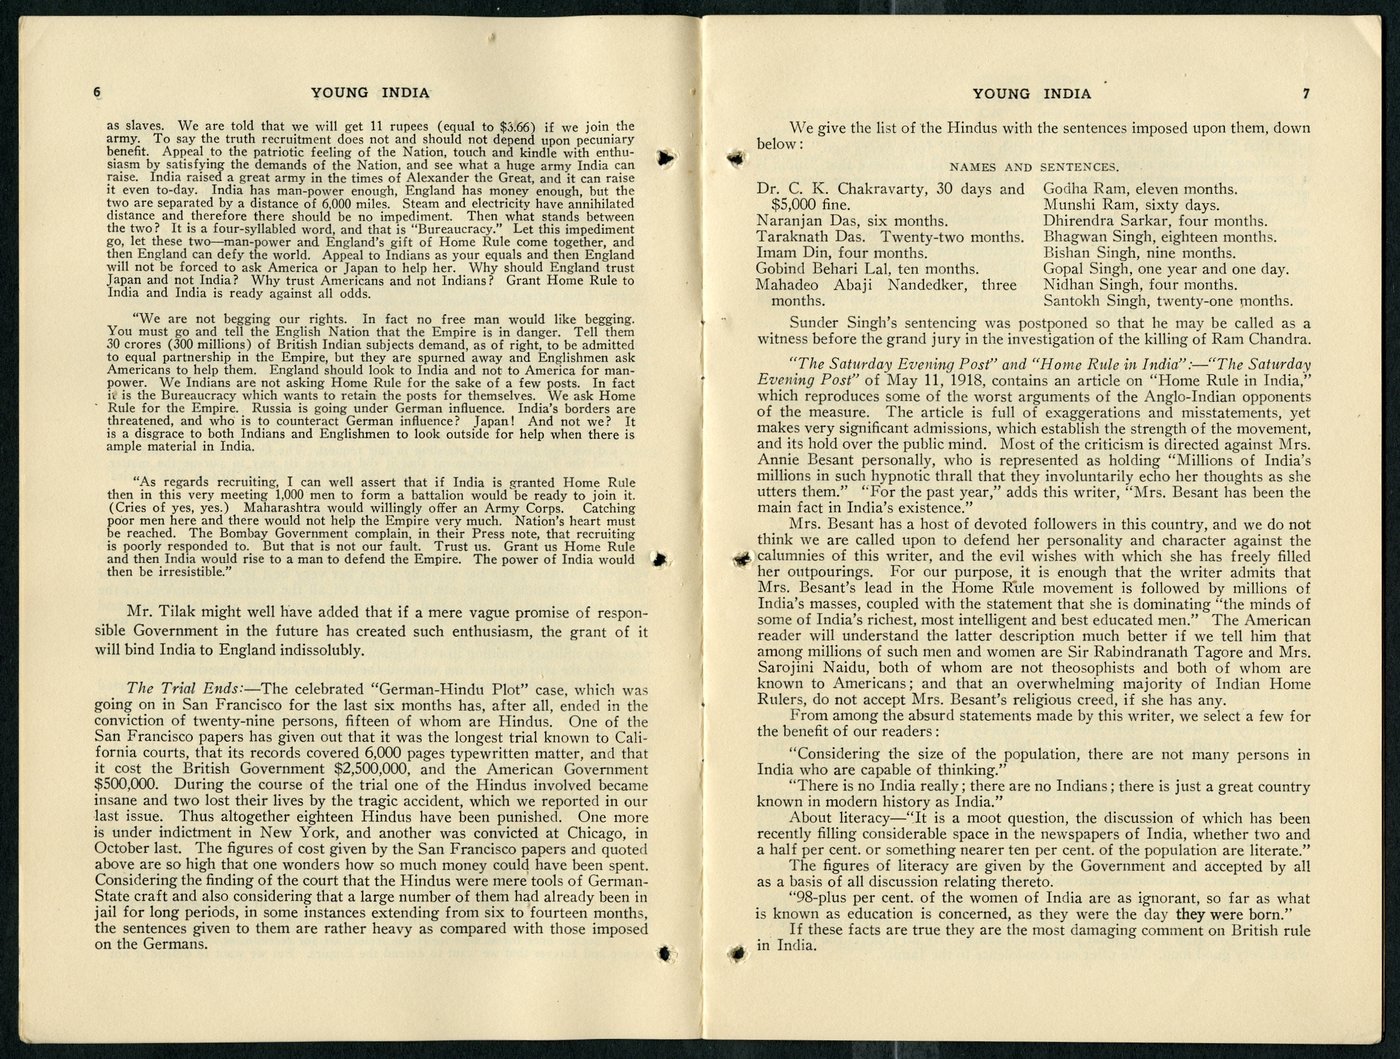 6
YOUNG INDIA
as slaves. We are told that we will get 11 rupees (equal to $3.66) if we join the
army. To say the truth recruitment does not and should not depend upon pecuniary
benefit. Appeal to the patriotic feeling of the Nation, touch and kindle with enthu-
siasm by satisfying the demands of the Nation, and see what a huge army India can
raise. India raised a great army in the times of Alexander the Great, and it can raise
it even to-day. India has man-power enough, England has money enough, but the
two are separated by a distance of 6,000 miles. Steam and electricity have annihilated
distance and therefore there should be no impediment. Then what stands between
the two? It is a four-syllabled word, and that is “Bureaucracy.” Let this impediment
go, let these two—man-power and England’s gift of Home Rule come together, and
then England can defy the world. Appeal to Indians as your equals and then England
will not be forced to ask America or Japan to help her. Why should England trust
Japan and not India? Why trust Americans and not Indians? Grant Home Rule to
India and India is ready against all odds.
“We are not begging our rights. In fact no free man would like begging.
You must go and tell the English Nation that the Empire is in danger. Tell them
30 crores (300 millions) of British Indian subjects demand, as of right, to be admitted
to equal partnership in the Empire, but they are spurned away and Englishmen ask
Americans to help them. England should look to India and not to America for man-
power. We Indians are not asking Home Rule for the sake of a few posts. In fact
it is the Bureaucracy which wants to retain the posts for themselves. We ask Home
Rule for the Empire. Russia is going under German influence. India’s borders are
threatened, and who is to counteract German influence? Japan! And not we? It
is a disgrace to both Indians and Englishmen to look outside for help when there is
ample material in India.
“As regards recruiting, I can well assert that if India is granted Home Rule
then in this very meeting 1,000 men to form a battalion would be ready to join it.
(Cries of yes, yes.) Maharashtra would willingly offer an Army Corps. Catching
poor men here and there would not help the Empire very much. Nation’s heart must
be reached. The Bombay Government complain, in their Press note, that recruiting
is poorly responded to. But that is not our fault. Trust us. Grant us Home Rule
and then India would rise to a man to defend the Empire. The power of India would
then be irresistible.”
Mr. Tilak might well have added that if a mere vague promise of respon-
sible Government in the future has created such enthusiasm, the grant of it
will bind India to England indissolubly.
The Trial Ends:—The celebrated “German-Hindu Plot” case, which was
going on in San Francisco for the last six months has, after all, ended in the
conviction of twenty-nine persons, fifteen of whom are Hindus. One of the
San Francisco papers has given out that it was the longest trial known to Cali-
fornia courts, that its records covered 6,000 pages typewritten matter, and that
it cost the British Government $2,500,000, and the American Government
$500,000. During the course of the trial one of the Hindus involved became
insane and two lost their lives by the tragic accident, which we reported in our
last issue. Thus altogether eighteen Hindus have been punished. One more
is under indictment in New York, and another was convicted at Chicago, in
October last. The figures of cost given by the San Francisco papers and quoted
above are so high that one wonders how so much money could have been spent.
Considering the finding of the court that the Hindus were mere tools of German-
State craft and also considering that a large number of them had already been in
jail for long periods, in some instances extending from six to fourteen months,
the sentences given to them are rather heavy as compared with those imposed
on the Germans.
YOUNG INDIA
7
We give the list of the Hindus with the sentences imposed upon them, down
below:
NAMES AND SENTENCES.
Dr. C. K. Chakravarty, 30 days and
$5,000 fine.
Naranjan Das, six months.
Taraknath Das. Twenty-two months.
Imam Din, four months.
Gobind Behari Lal, ten months.
Mahadeo Abaji Nandedker, three
months.
Godha Ram, eleven months.
Munshi Ram, sixty days.
Dhirendra Sarkar, four months.
Bhagwan Singh, eighteen months.
Bishan Singh, nine months.
Gopal Singh, one year and one day.
Nidhan Singh, four months.
Santokh Singh, twenty-one months.
Sunder Singh’s sentencing was postponed so that he may be called as a
witness before the grand jury in the investigation of the killing of Ram Chandra.
“The Saturday Evening Post” and “Home Rule in India”:—“The Saturday
Evening Post” of May 11, 1918, contains an article on “Home Rule in India,”
which reproduces some of the worst arguments of the Anglo-Indian opponents
of the measure. The article is full of exaggerations and misstatements, yet
makes very significant admissions, which establish the strength of the movement,
and its hold over the public mind. Most of the criticism is directed against Mrs.
Annie Besant personally, who is represented as holding “Millions of India’s
millions in such hypnotic thrall that they involuntarily echo her thoughts as she
utters them.” “For the past year,” adds this writer, “Mrs. Besant has been the
main fact in India’s existence.”
Mrs. Besant has a host of devoted followers in this country, and we do not
think we are called upon to defend her personality and character against the
calumnies of this writer, and the evil wishes with which she has freely filled
her outpourings. For our purpose, it is enough that the writer admits that
Mrs. Besant’s lead in the Home Rule movement is followed by millions of
India’s masses, coupled with the statement that she is dominating “the minds of
some of India’s richest, most intelligent and best educated men.” The American
reader will understand the latter description much better if we tell him that
among millions of such men and women are Sir Rabindranath Tagore and Mrs.
Sarojini Naidu, both of whom are not theosophists and both of whom are
known to Americans; and that an overwhelming majority of Indian Home
Rulers, do not accept Mrs. Besant’s religious creed, if she has any.
From among the absurd statements made by this writer, we select a few for
the benefit of our readers:
“Considering the size of the population, there are not many persons in
India who are capable of thinking.”
“There is no India really; there are no Indians; there is just a great country
known in modern history as India.”
About literacy—“It is a moot question, the discussion of which has been
recently filling considerable space in the newspapers of India, whether two and
a half per cent. or something nearer ten per cent. of the population are literate.”
The figures of literacy are given by the Government and accepted by all
as a basis of all discussion relating thereto.
“98-plus per cent. of the women of India are as ignorant, so far as what
is known as education is concerned, as they were the day they were born.”
If these facts are true they are the most damaging comment on British rule
in India.